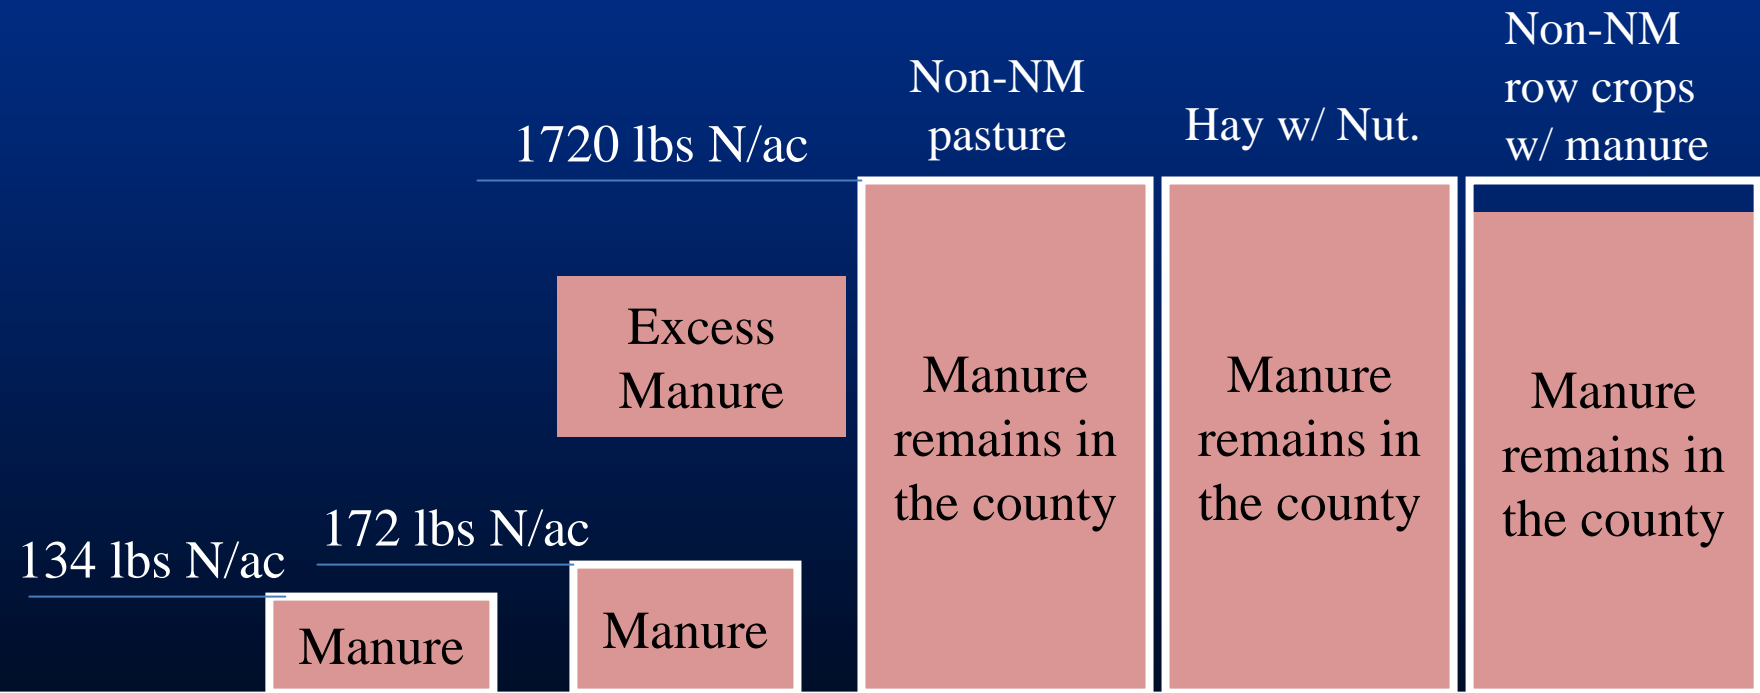 Non-NM
row crops
w/ manure
Non-NM
pasture
Hay w/ Nut.
1720 lbs N/ac
Excess
Manure
Manure
remains in
the county
Manure
remains in
the county
Manure
remains in
the county
172 lbs N/ac
134 lbs N/ac
Manure
Manure